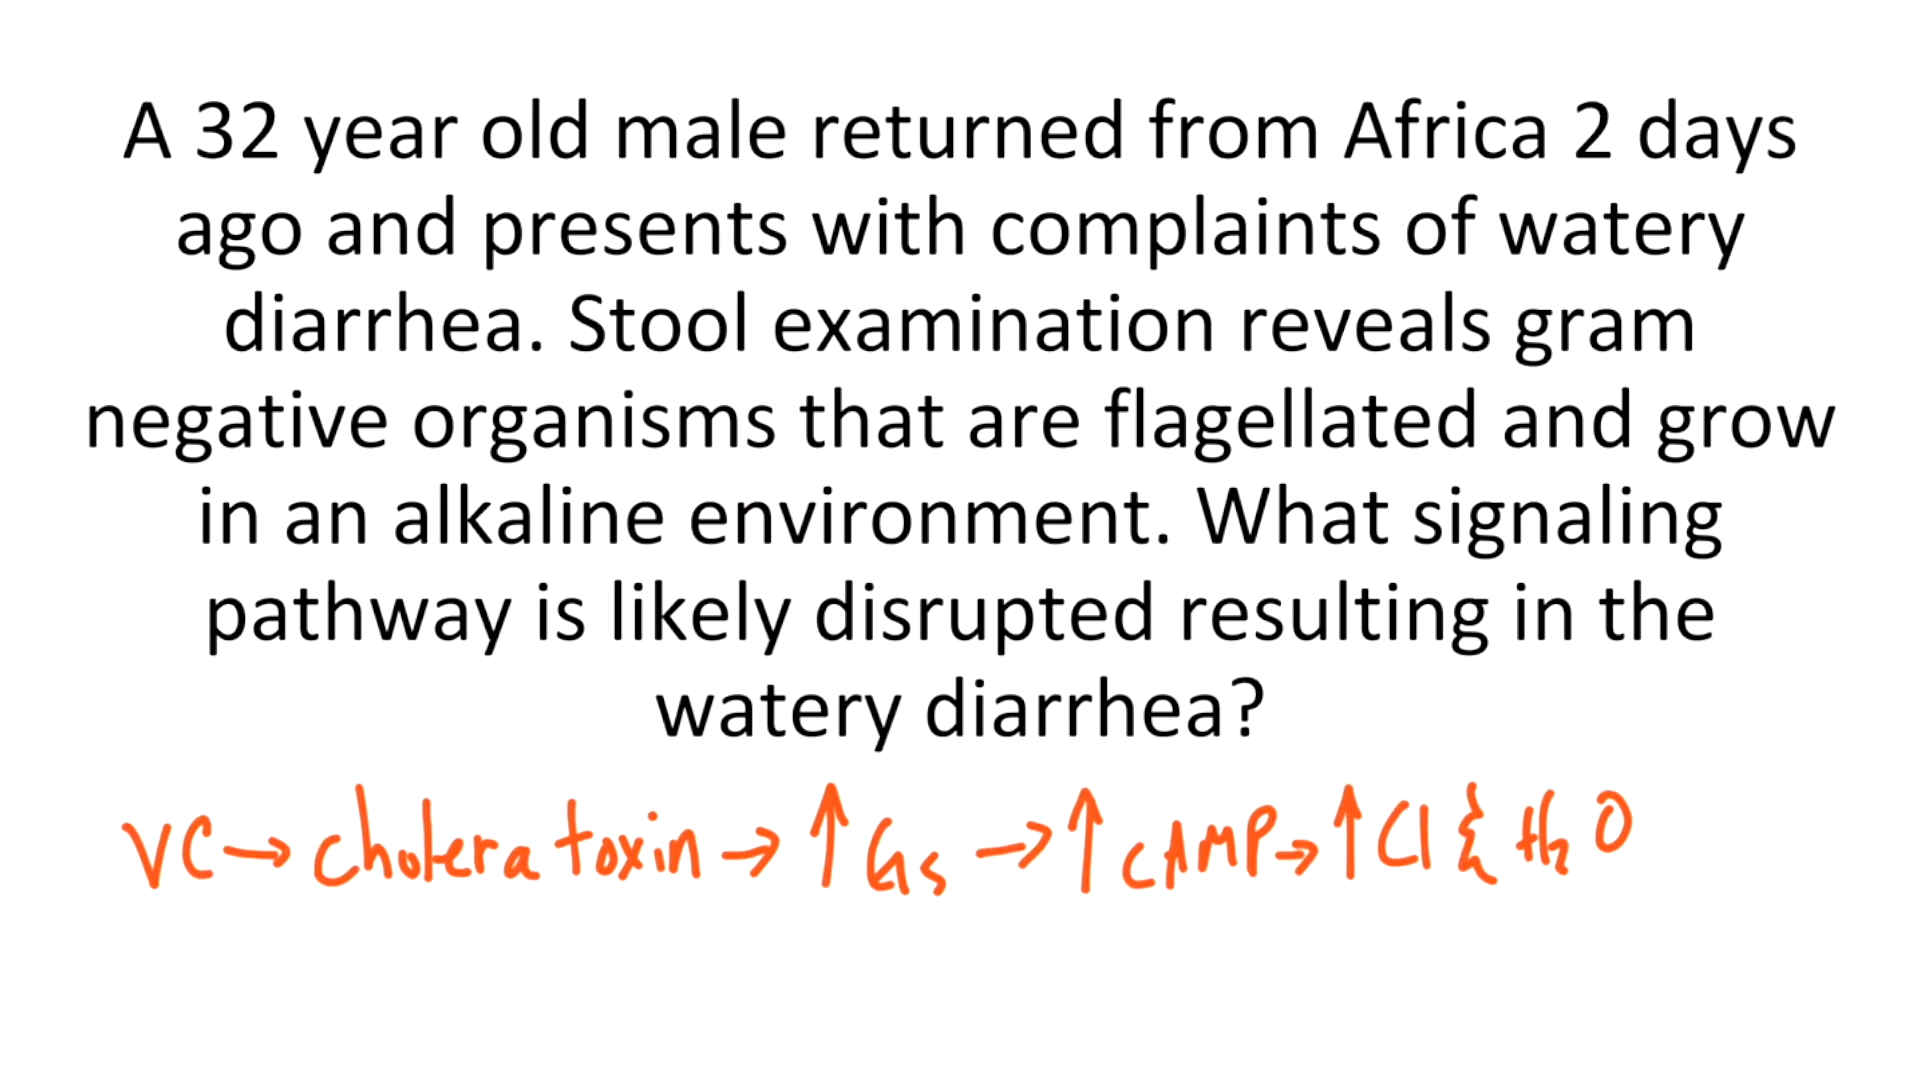 A 32 year old male returned from Africa 2 days
ago and presents with complaints of watery
diarrhea. Stool examination reveals gram
negative organisms that are flagellated and grow
in an alkaline environment. What signaling
pathway is likely disrupted resulting in the
watery diarrhea?
VC→ cholera toxin → ↑ Gs → ↑ cAMP → ↑ Cl & H₂O